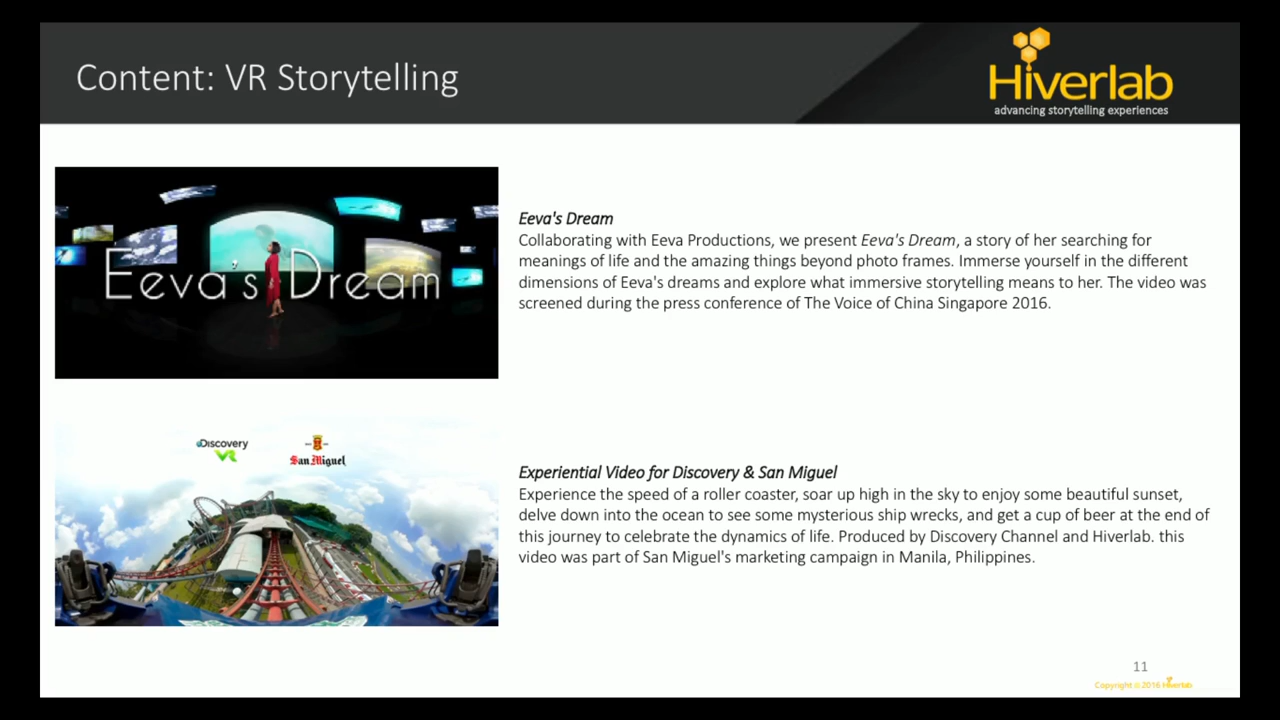 Content: VR Storytelling
Hiverlab
advancing storytelling experiences
Eeva's Dream
Eeva's Dream
Collaborating with Eeva Productions, we present Eeva's Dream, a story of her searching for
meanings of life and the amazing things beyond photo frames. Immerse yourself in the different
dimensions of Eeva's dreams and explore what immersive storytelling means to her. The video was
screened during the press conference of The Voice of China Singapore 2016.
Discovery
VR
San Miguel
Experiential Video for Discovery & San Miguel
Experience the speed of a roller coaster, soar up high in the sky to enjoy some beautiful sunset,
delve down into the ocean to see some mysterious ship wrecks, and get a cup of beer at the end of
this journey to celebrate the dynamics of life. Produced by Discovery Channel and Hiverlab. this
video was part of San Miguel's marketing campaign in Manila, Philippines.
11
Copyright © 2016 Hiverlab